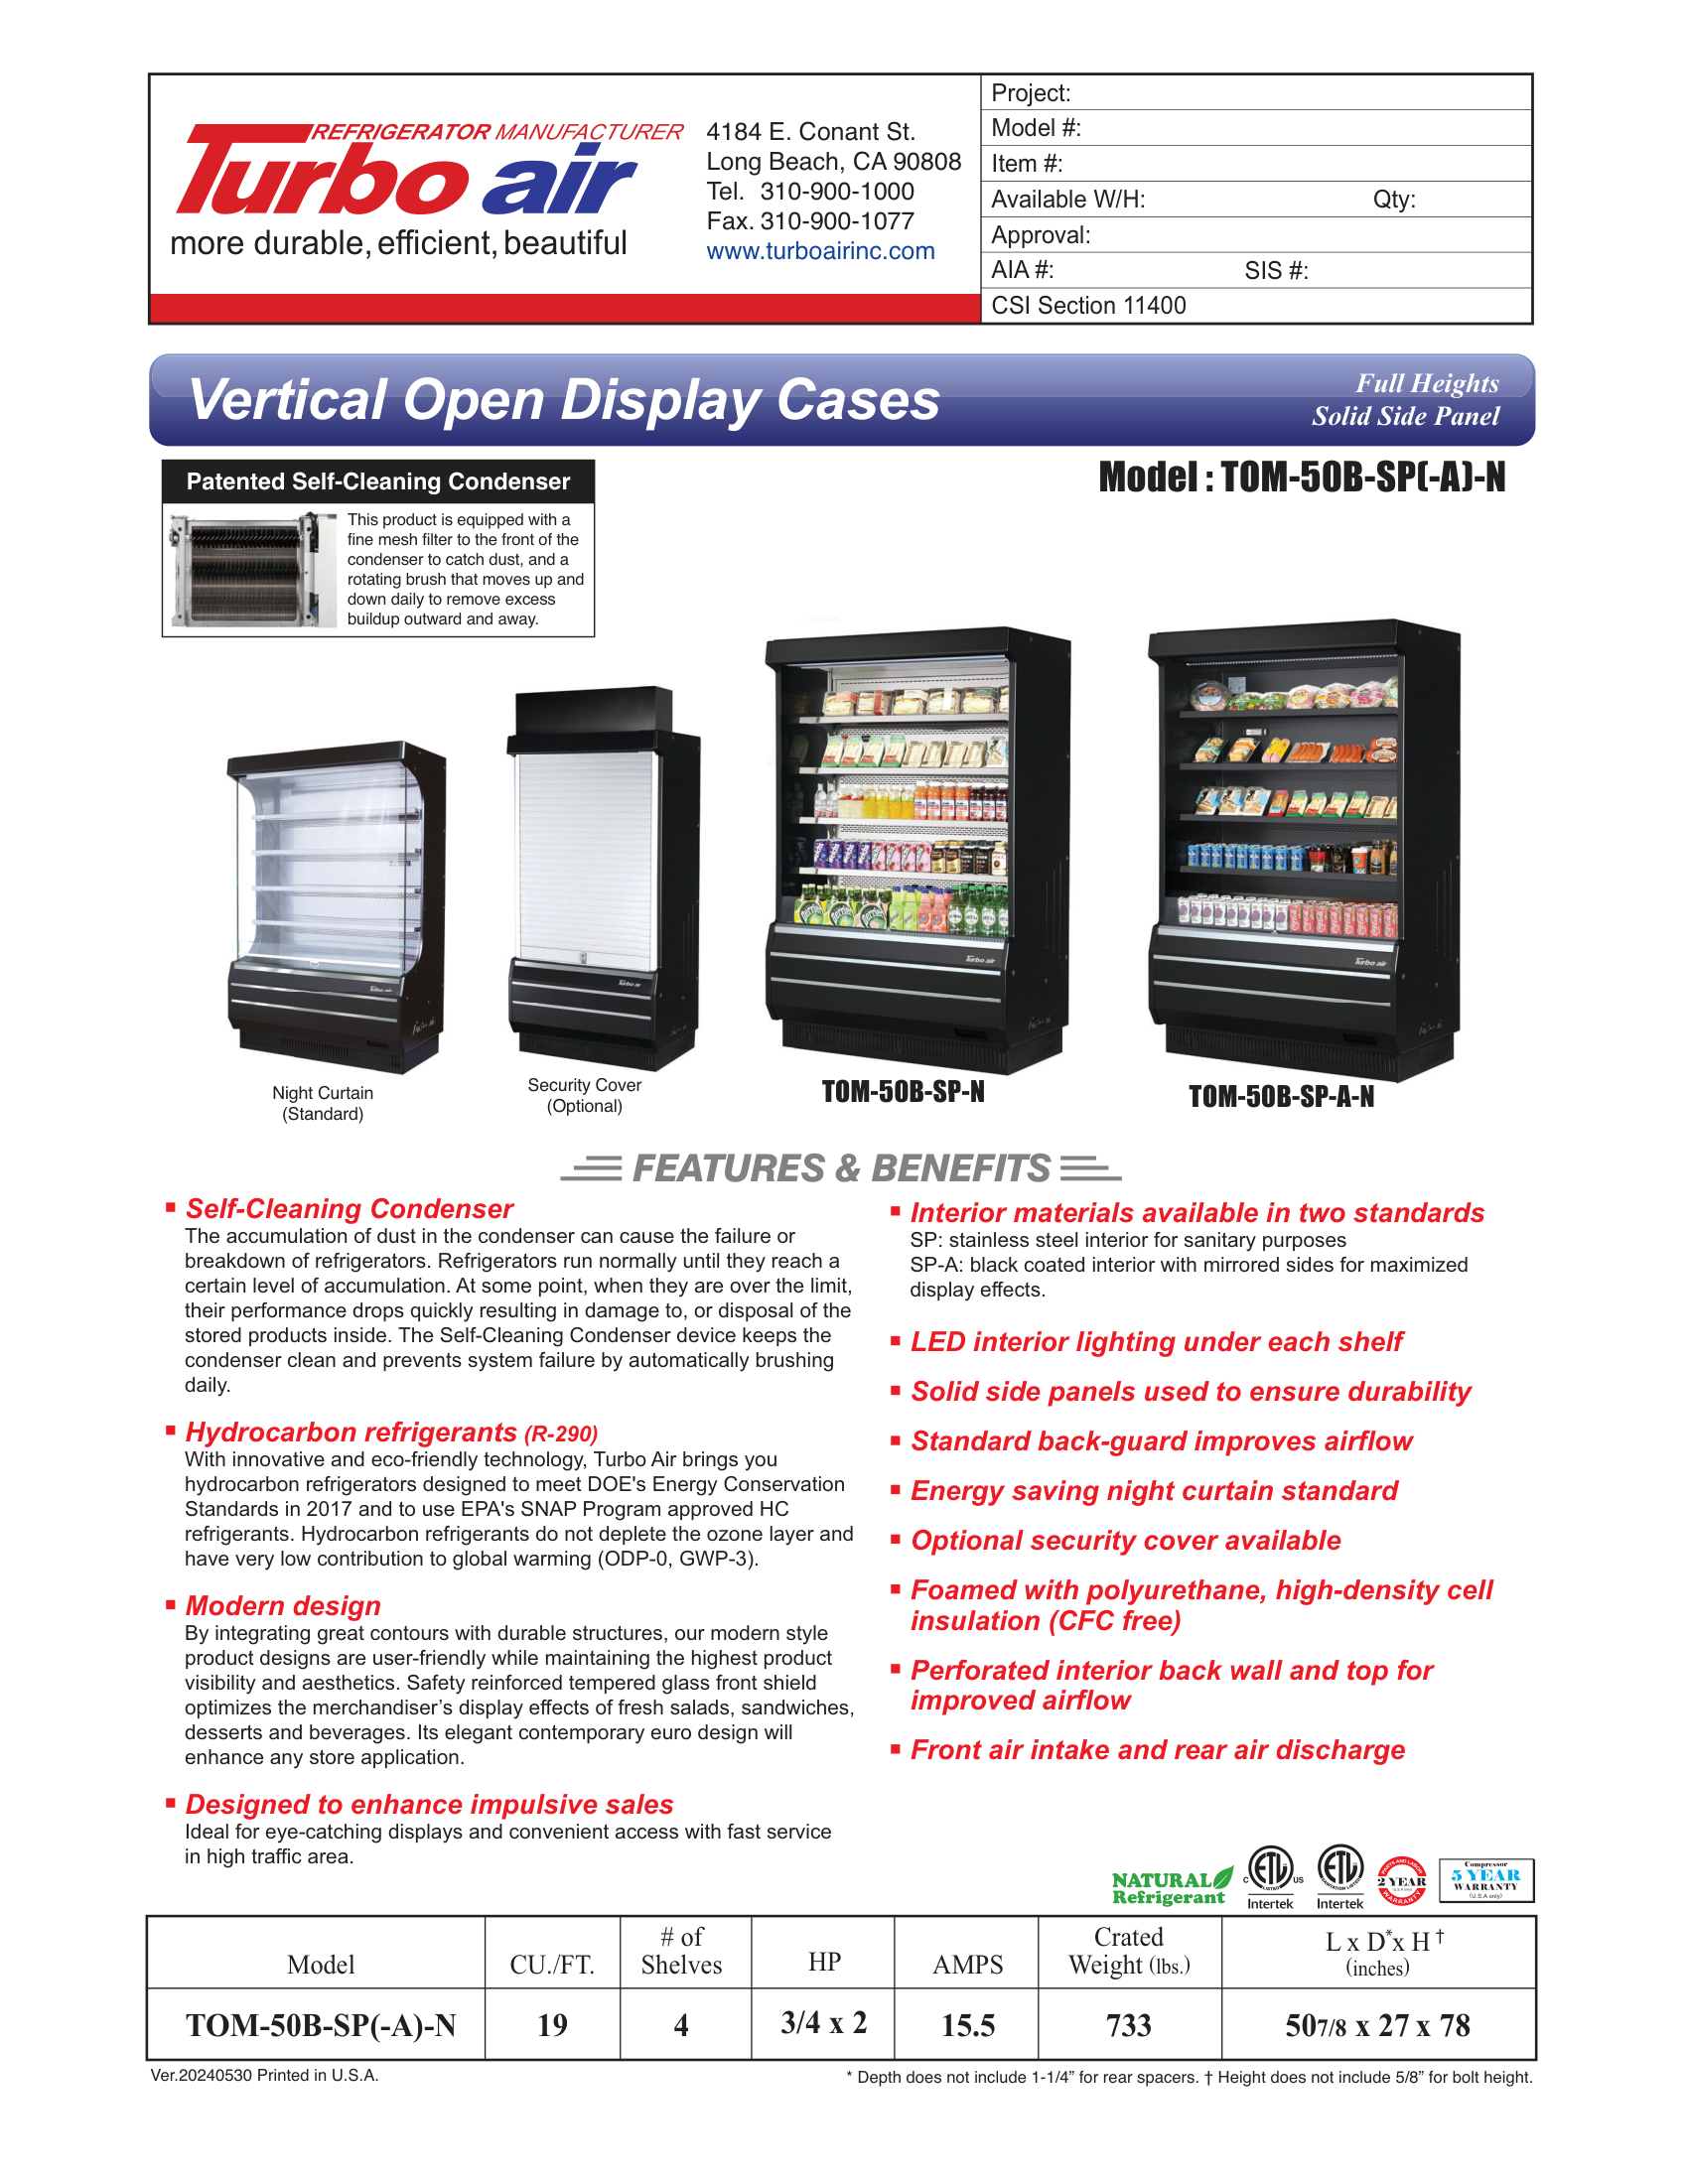 REFRIGERATOR MANUFACTURER
Turbo air
more durable, efficient, beautiful
4184 E. Conant St.
Long Beach, CA 90808
Tel. 310-900-1000
Fax. 310-900-1077
www.turboairinc.com
Project:
Model #:
Item #:
Available W/H: Qty:
Approval:
AIA #: SIS #:
CSI Section 11400
Vertical Open Display Cases
Full Heights
Solid Side Panel
Patented Self-Cleaning Condenser
This product is equipped with a
fine mesh filter to the front of the
condenser to catch dust, and a
rotating brush that moves up and
down daily to remove excess
buildup outward and away.
Model : TOM-50B-SP(-A)-N
Night Curtain
(Standard)
Security Cover
(Optional)
TOM-50B-SP-N
TOM-50B-SP-A-N
FEATURES & BENEFITS
▪ Self-Cleaning Condenser
The accumulation of dust in the condenser can cause the failure or
breakdown of refrigerators. Refrigerators run normally until they reach a
certain level of accumulation. At some point, when they are over the limit,
their performance drops quickly resulting in damage to, or disposal of the
stored products inside. The Self-Cleaning Condenser device keeps the
condenser clean and prevents system failure by automatically brushing
daily.
▪ Hydrocarbon refrigerants (R-290)
With innovative and eco-friendly technology, Turbo Air brings you
hydrocarbon refrigerators designed to meet DOE's Energy Conservation
Standards in 2017 and to use EPA's SNAP Program approved HC
refrigerants. Hydrocarbon refrigerants do not deplete the ozone layer and
have very low contribution to global warming (ODP-0, GWP-3).
▪ Modern design
By integrating great contours with durable structures, our modern style
product designs are user-friendly while maintaining the highest product
visibility and aesthetics. Safety reinforced tempered glass front shield
optimizes the merchandiser’s display effects of fresh salads, sandwiches,
desserts and beverages. Its elegant contemporary euro design will
enhance any store application.
▪ Designed to enhance impulsive sales
Ideal for eye-catching displays and convenient access with fast service
in high traffic area.
▪ Interior materials available in two standards
SP: stainless steel interior for sanitary purposes
SP-A: black coated interior with mirrored sides for maximized
display effects.
▪ LED interior lighting under each shelf
▪ Solid side panels used to ensure durability
▪ Standard back-guard improves airflow
▪ Energy saving night curtain standard
▪ Optional security cover available
▪ Foamed with polyurethane, high-density cell
insulation (CFC free)
▪ Perforated interior back wall and top for
improved airflow
▪ Front air intake and rear air discharge
NATURAL
Refrigerant
C ETL US
LISTED
Intertek
ETL
SANITATION LISTED
Intertek
PARTS AND LABOR
2 YEAR
WARRANTY
Compressor
5 YEAR
WARRANTY
(U.S.A only)
Model CU./FT. # of Shelves HP AMPS Crated Weight (lbs.) L x D* x H † (inches)
TOM-50B-SP(-A)-N 19 4 3/4 x 2 15.5 733 507/8 x 27 x 78
Ver.20240530 Printed in U.S.A.
* Depth does not include 1-1/4” for rear spacers. † Height does not include 5/8” for bolt height.